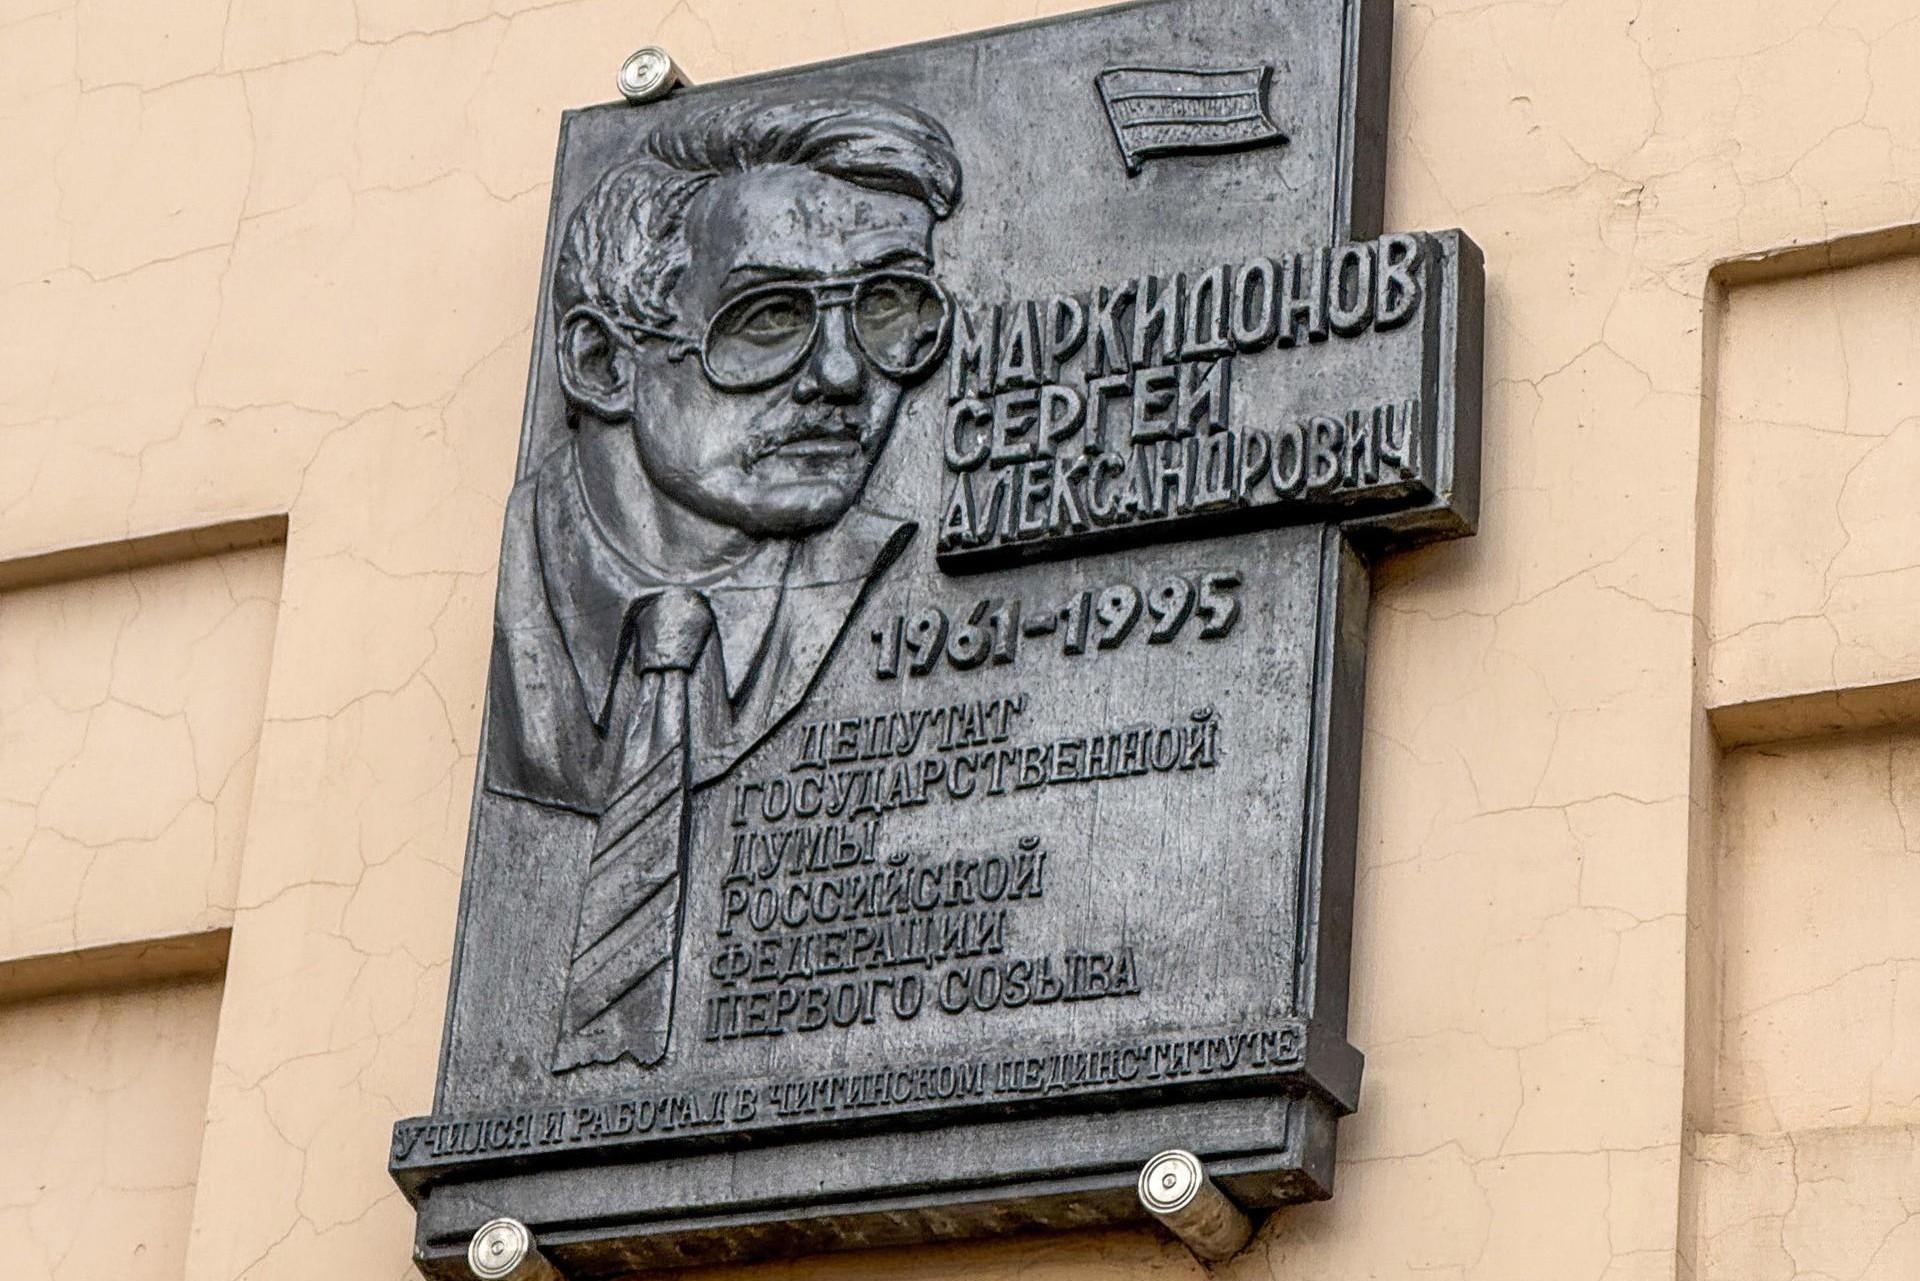 МАРКИДОНОВ
СЕРГЕЙ
АЛЕКСАНДРОВИЧ
1961-1995
ДЕПУТАТ
ГОСУДАРСТВЕННОЙ
ДУМЫ
РОССИЙСКОЙ
ФЕДЕРАЦИИ
ПЕРВОГО СОЗЫВА
УЧИЛСЯ И РАБОТАЛ В ЧИТИНСКОМ ПЕДИНСТИТУТЕ